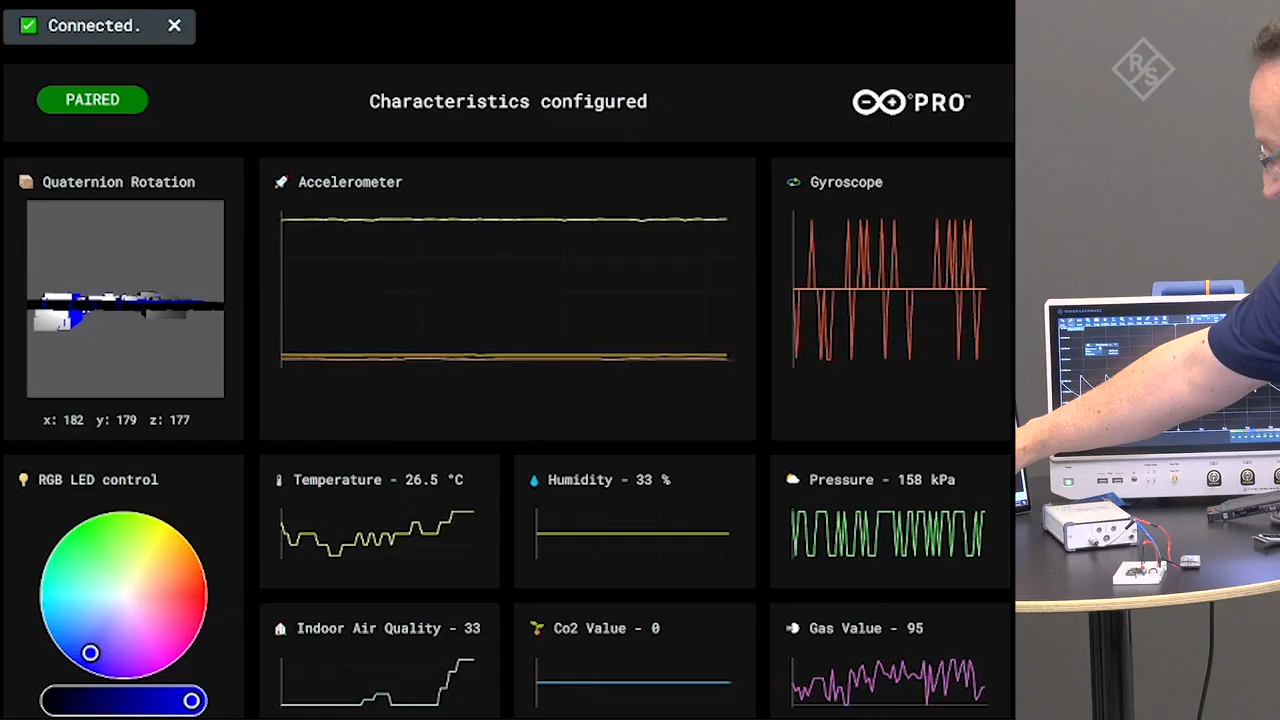 ✅ Connected. ✕
PAIRED
Characteristics configured
PRO™
R/S
Quaternion Rotation
Accelerometer
Gyroscope
x: 182 y: 179 z: 177
RGB LED control
Temperature - 26.5 °C
Humidity - 33 %
Pressure - 158 kPa
Indoor Air Quality - 33
Co2 Value - 0
Gas Value - 95